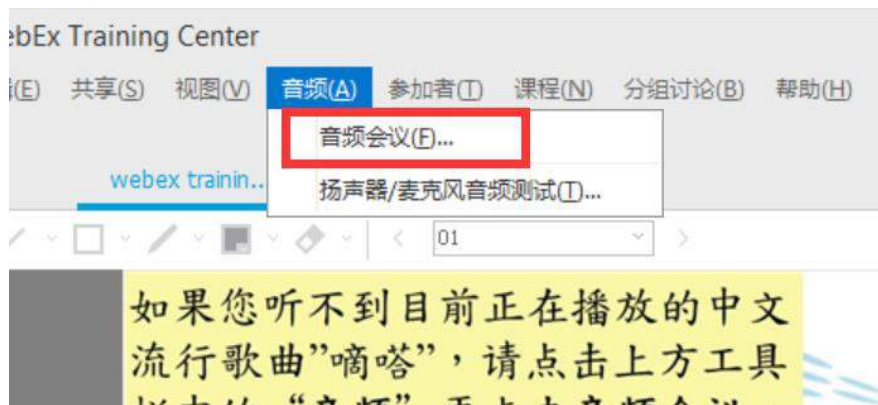 ebEx Training Center
(E) 共享(S) 视图(V) 音频(A) 参加者(T) 课程(N) 分组讨论(B) 帮助(H)
音频会议(F)...
webex trainin...
扬声器/麦克风音频测试(T)...
01
如果您听不到目前正在播放的中文
流行歌曲”嘀嗒”，请点击上方工具